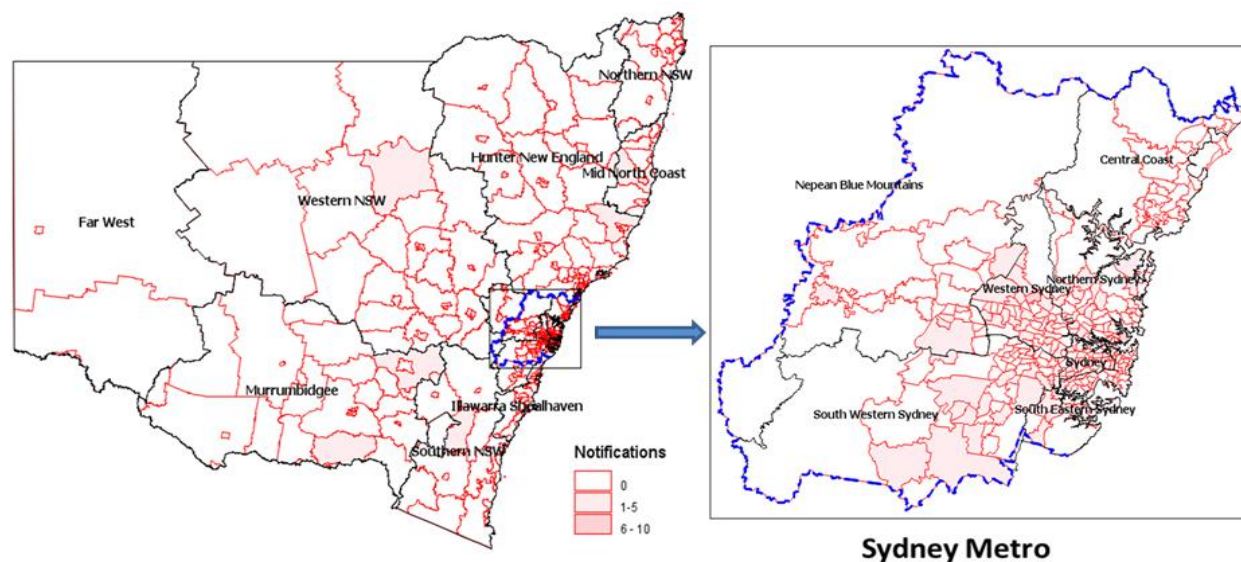 Northern NSW
Hunter New England
Mid North Coast
Western NSW
Far West
Murrumbidgee
Illawarra Shoalhaven
Southern NSW
Notifications
0
1-5
6 - 10
Central Coast
Nepean Blue Mountains
Northern Sydney
Western Sydney
Sydney
South Western Sydney
South Eastern Sydney
Sydney Metro